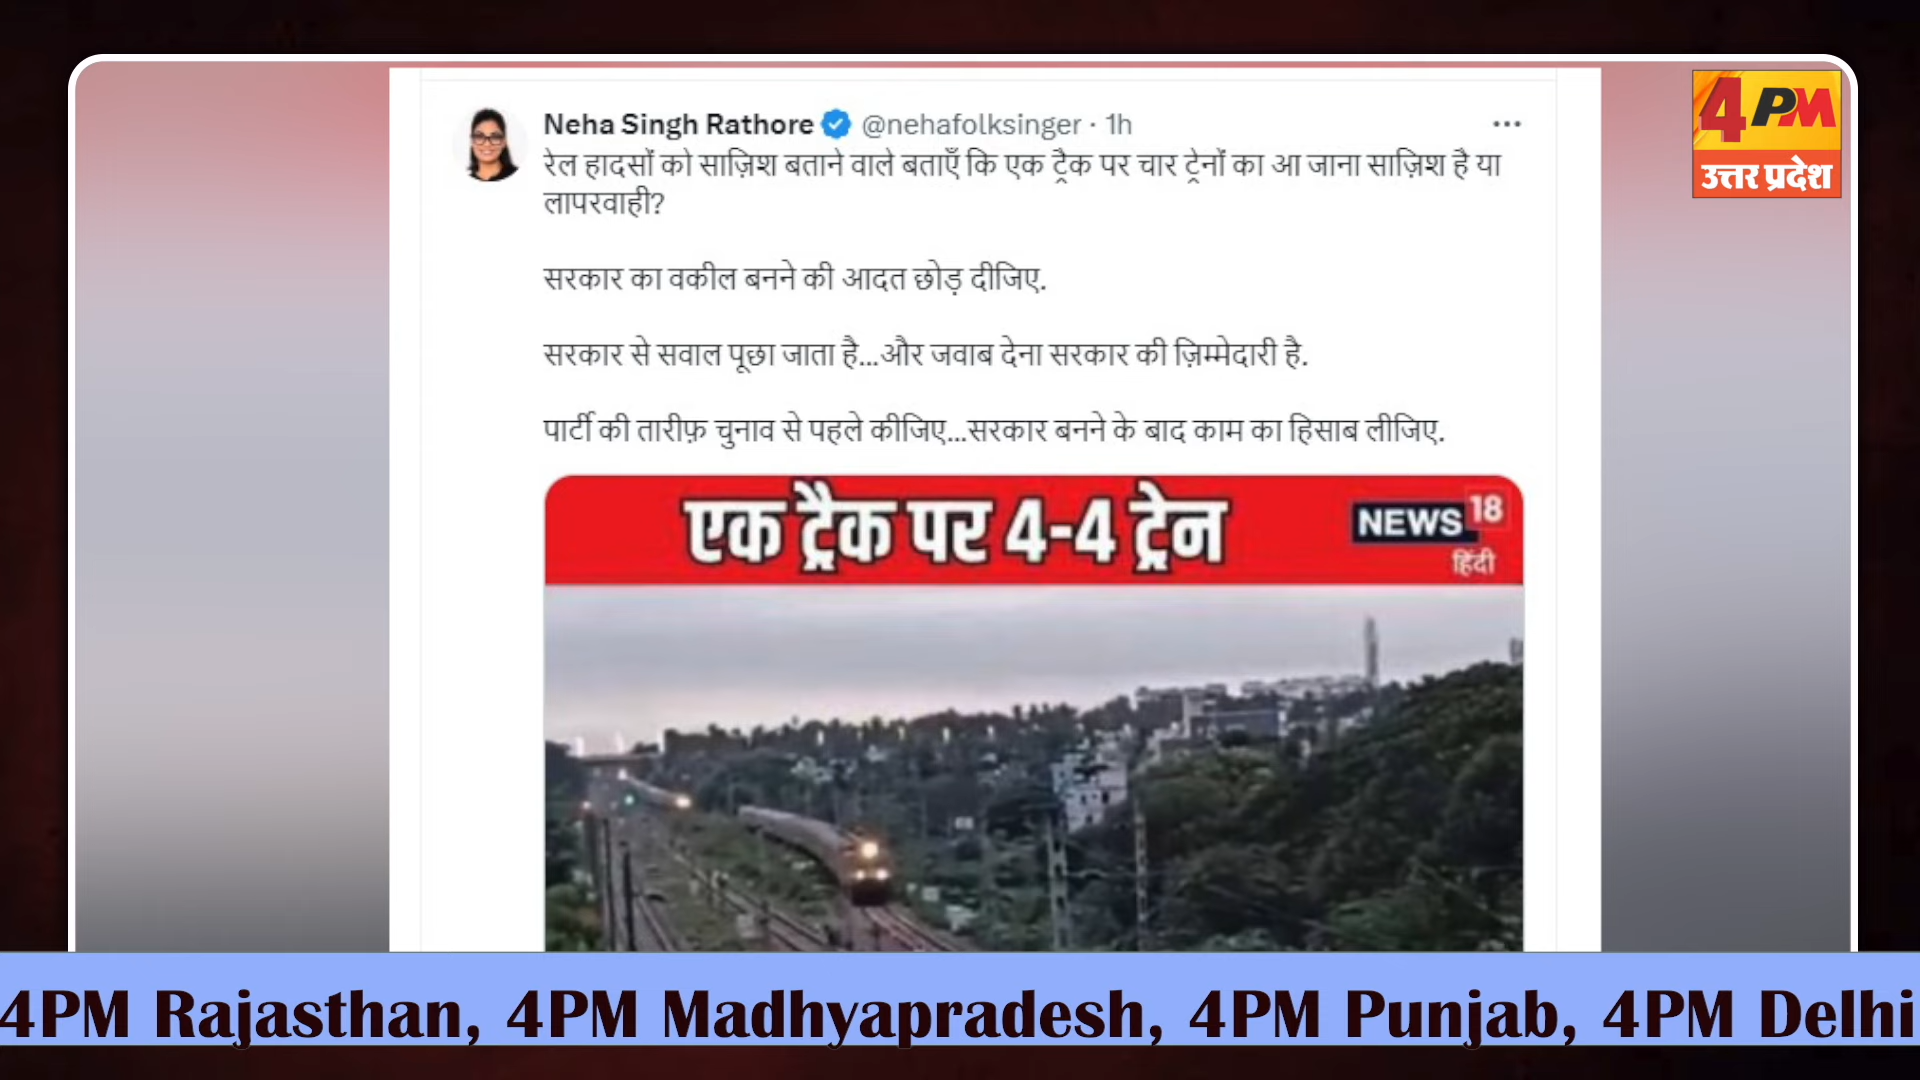 Neha Singh Rathore @nehafolksinger · 1h
रेल हादसों को साज़िश बताने वाले बताएँ कि एक ट्रैक पर चार ट्रेनों का आ जाना साज़िश है या
लापरवाही?
सरकार का वकील बनने की आदत छोड़ दीजिए.
सरकार से सवाल पूछा जाता है...और जवाब देना सरकार की ज़िम्मेदारी है.
पार्टी की तारीफ़ चुनाव से पहले कीजिए...सरकार बनने के बाद काम का हिसाब लीजिए.
एक ट्रैक पर 4-4 ट्रेन
NEWS 18
हिंदी
4PM
उत्तर प्रदेश
4PM Rajasthan, 4PM Madhyapradesh, 4PM Punjab, 4PM Delhi